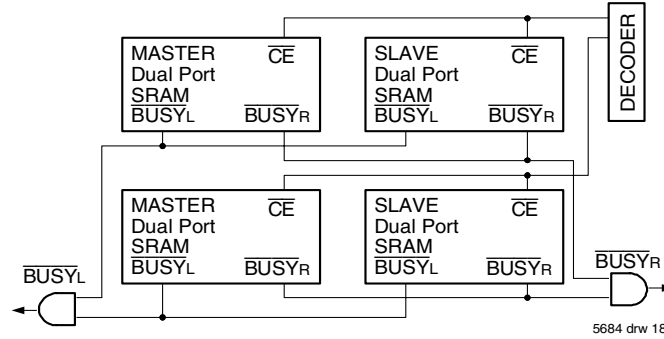 MASTER
Dual Port
SRAM
BUSYL BUSYR
CE
SLAVE
Dual Port
SRAM
BUSYL BUSYR
CE
DECODER
MASTER
Dual Port
SRAM
BUSYL BUSYR
CE
SLAVE
Dual Port
SRAM
BUSYL BUSYR
CE
BUSYL
BUSYR
5684 drw 18